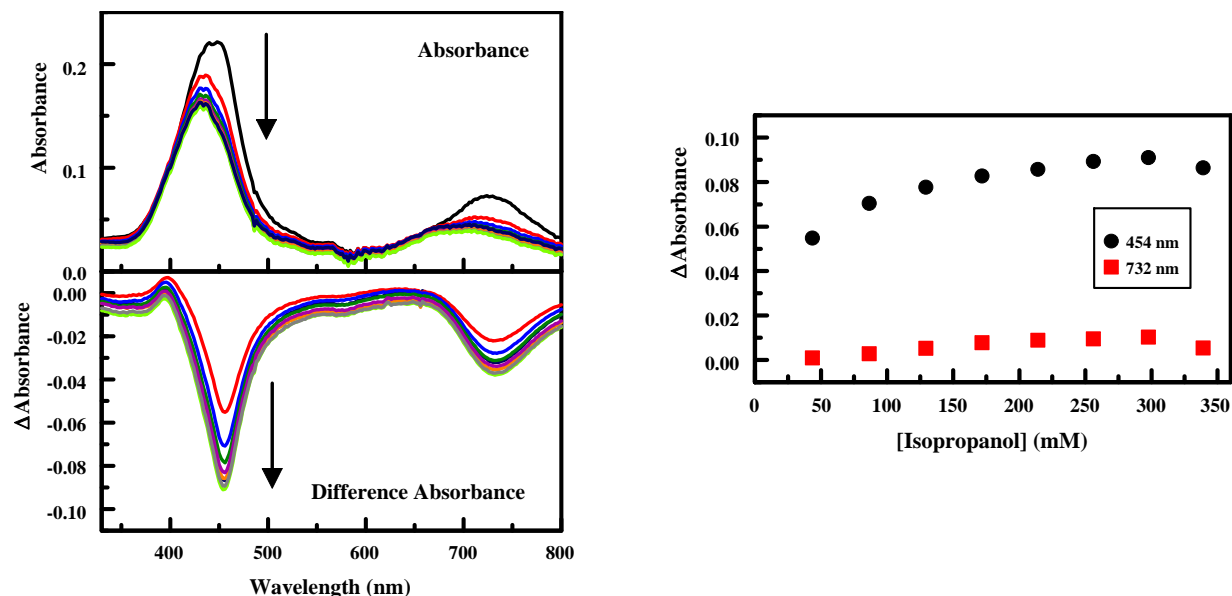 Absorbance
0.2
0.1
0.0
Absorbance
0.00
-0.02
-0.04
-0.06
-0.08
-0.10
ΔAbsorbance
Difference Absorbance
400 500 600 700 800
Wavelength (nm)
0.10
0.08
0.06
0.04
0.02
0.00
ΔAbsorbance
454 nm
732 nm
0 50 100 150 200 250 300 350
[Isopropanol] (mM)